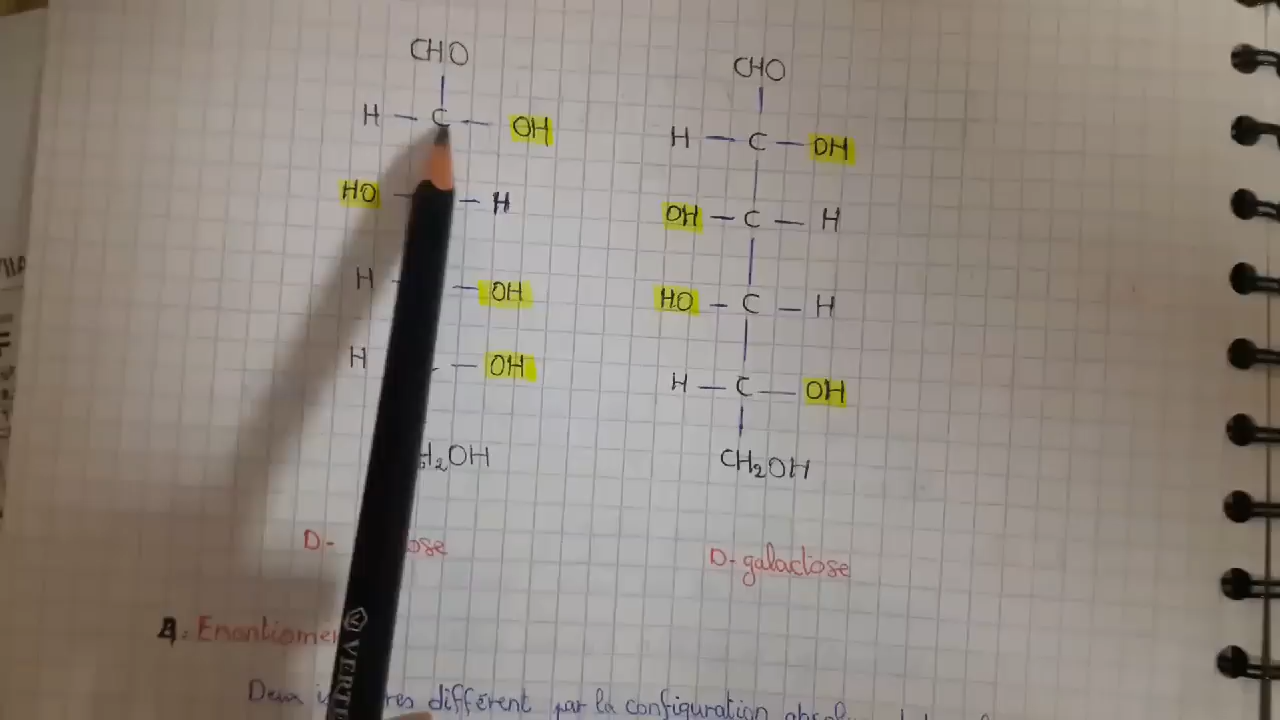 CHO
H — C — OH
HO — — H
H — — OH
H — — OH
H₂OH
D- ose
CHO
H — C — OH
OH — C — H
HO — C — H
H — C — OH
CH₂OH
D-galactose
4. Enantiomer
Deux différent par la configuration
VERT